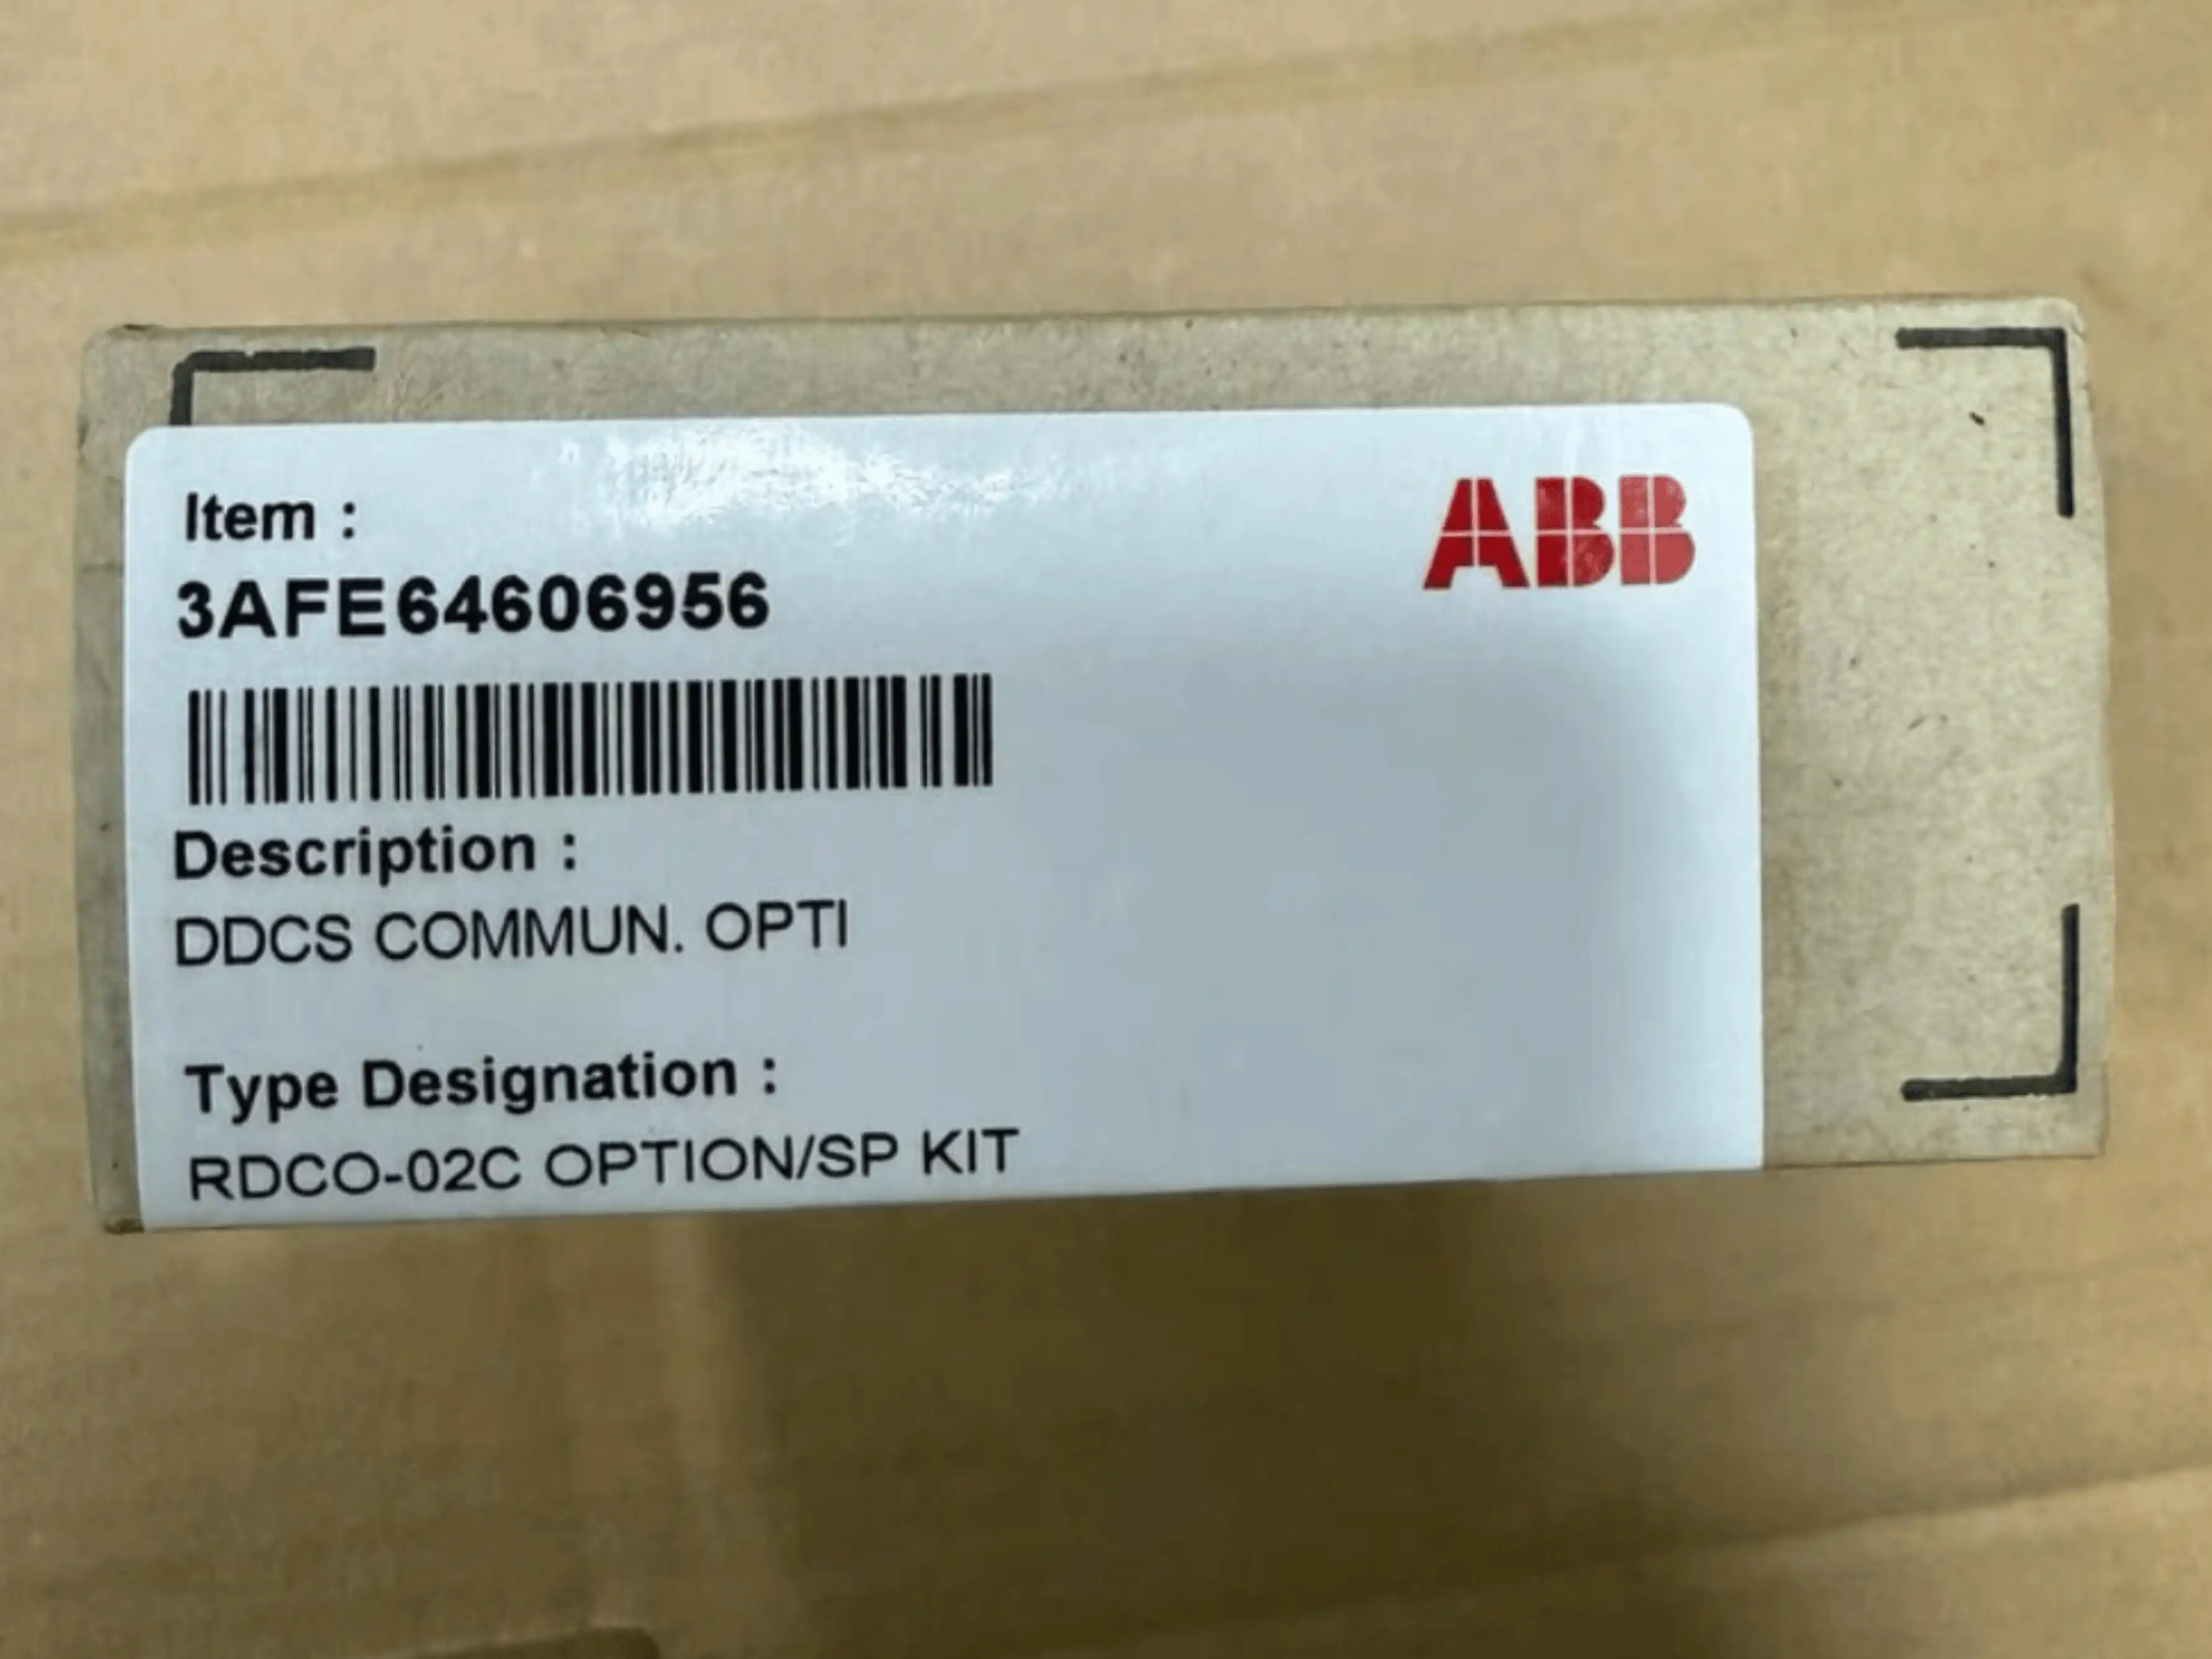 Item :
ABB
3AFE64606956
Description :
DDCS COMMUN. OPTI
Type Designation :
RDCO-02C OPTION/SP KIT